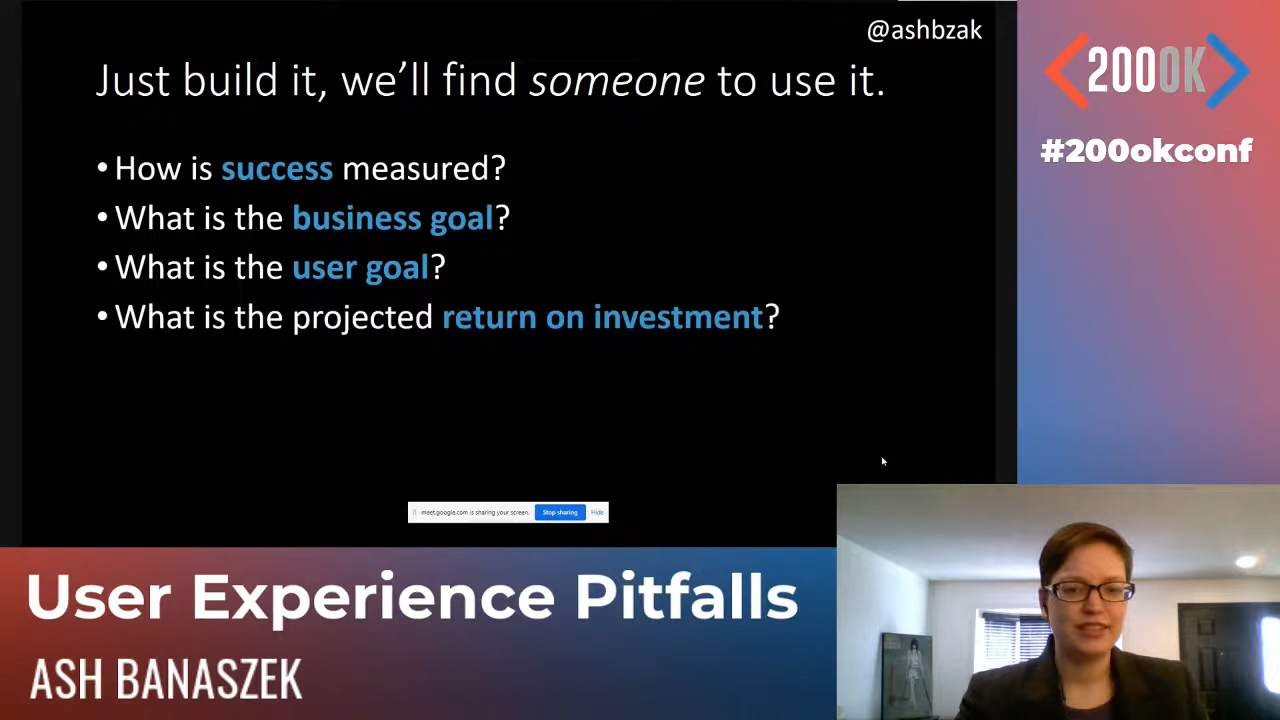 @ashbzak
Just build it, we’ll find someone to use it.
• How is success measured?
• What is the business goal?
• What is the user goal?
• What is the projected return on investment?
meet.google.com is sharing your screen.
Stop sharing
Hide
200OK
#200okconf
User Experience Pitfalls
ASH BANASZEK